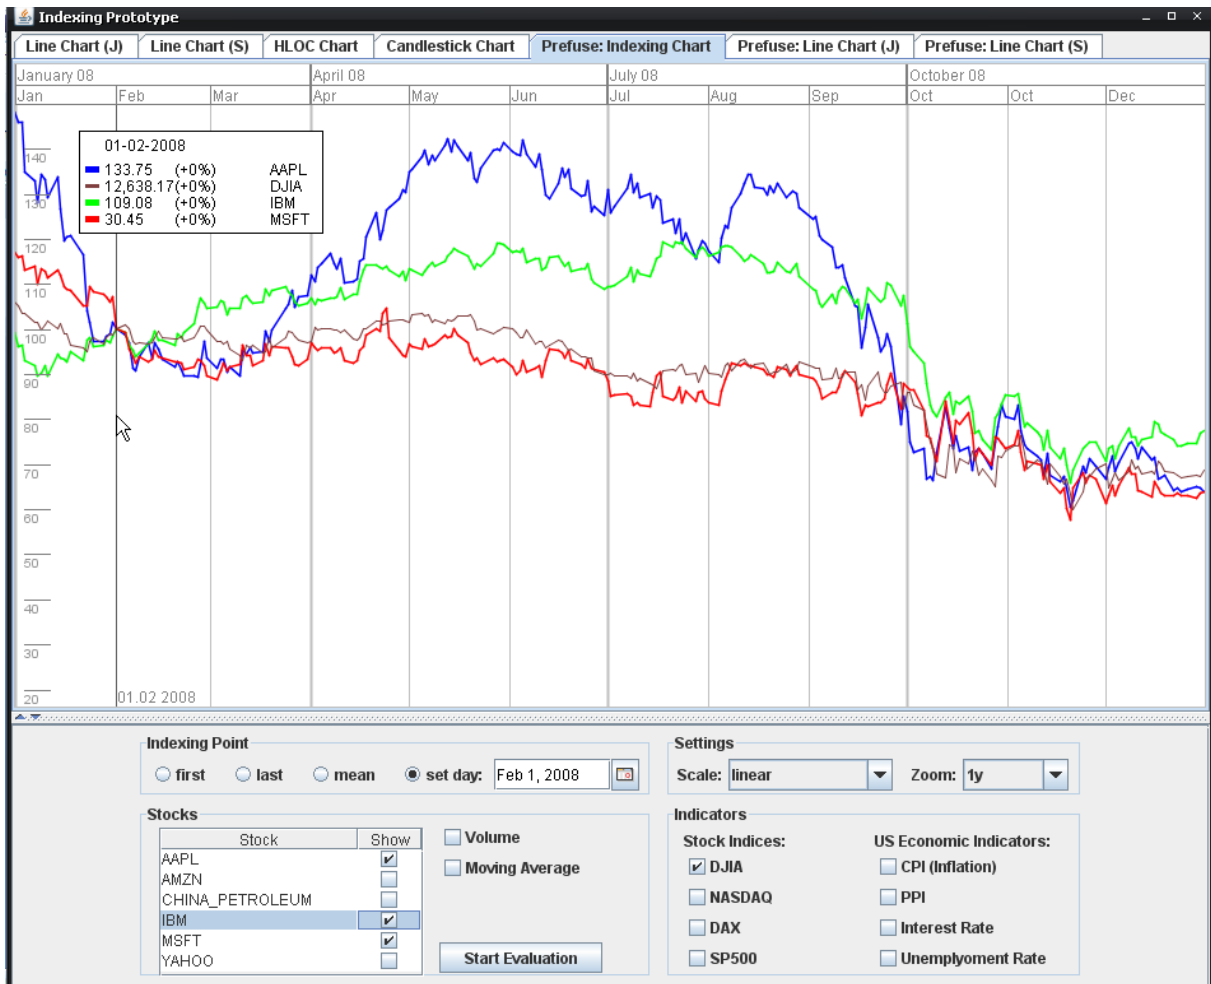 Indexing Prototype
Line Chart (J) Line Chart (S) HLOC Chart Candlestick Chart Prefuse: Indexing Chart Prefuse: Line Chart (J) Prefuse: Line Chart (S)
January 08 April 08 July 08 October 08
Jan Feb Mar Apr May Jun Jul Aug Sep Oct Oct Dec
01-02-2008
140
133.75 (+0%) AAPL
12,638.17(+0%) DJIA
130
109.08 (+0%) IBM
30.45 (+0%) MSFT
120
110
100
90
80
70
60
50
40
30
20
01.02 2008
Indexing Point
first last mean set day: Feb 1, 2008
Settings
Scale: linear Zoom: 1y
Stocks
Stock Show
AAPL
AMZN
CHINA_PETROLEUM
IBM
MSFT
YAHOO
Volume
Moving Average
Start Evaluation
Indicators
Stock Indices: US Economic Indicators:
DJIA CPI (Inflation)
NASDAQ PPI
DAX Interest Rate
SP500 Unemplyoment Rate